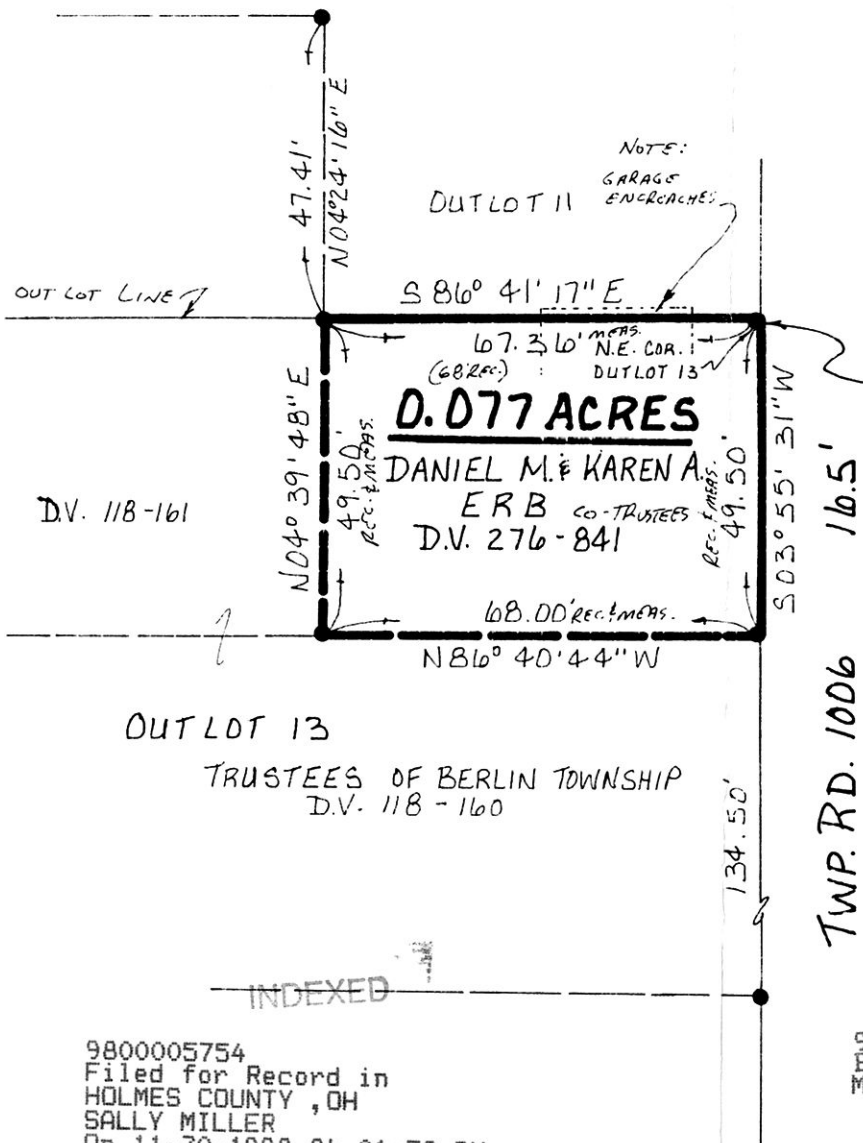 47.41'
N04°24'16" E
NOTE:
GARAGE
ENCROACHES
OUTLOT 11
OUT LOT LINE
S 86° 41' 17" E
67.36' MEAS.
(68' REC.)
N.E. COR.
OUTLOT 13
0.077 ACRES
DANIEL M. & KAREN A.
ERB CO-TRUSTEES
D.V. 276-841
N04° 39' 48" E
49.50'
REC. & MEAS.
REC. & MEAS.
49.50'
S03° 55' 31" W
16.5'
D.V. 118-161
68.00' REC. & MEAS.
N86° 40' 44" W
OUT LOT 13
TRUSTEES OF BERLIN TOWNSHIP
D.V. 118-160
134.50'
TWP. RD. 1006
INDEXED
9800005754
Filed for Record in
HOLMES COUNTY ,OH
SALLY MILLER